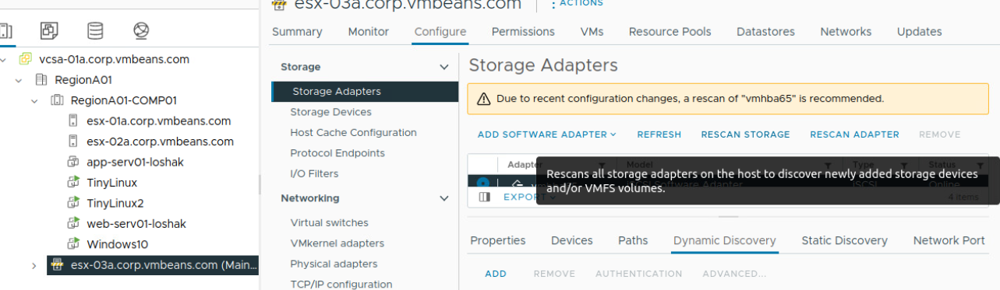 esx-03a.corp.vmbeans.com
ACTIONS
Summary Monitor Configure Permissions VMs Resource Pools Datastores Networks Updates
vcsa-01a.corp.vmbeans.com
RegionA01
RegionA01-COMP01
esx-01a.corp.vmbeans.com
esx-02a.corp.vmbeans.com
app-serv01-loshak
TinyLinux
TinyLinux2
web-serv01-loshak
Windows10
esx-03a.corp.vmbeans.com (Main...
Storage
Storage Adapters
Storage Devices
Host Cache Configuration
Protocol Endpoints
I/O Filters
Networking
Virtual switches
VMkernel adapters
Physical adapters
TCP/IP configuration
Storage Adapters
Due to recent configuration changes, a rescan of "vmhba65" is recommended.
ADD SOFTWARE ADAPTER REFRESH RESCAN STORAGE RESCAN ADAPTER REMOVE
Adapter Model Type Status
iSCSI Software Adapter iSCSI Online
Rescans all storage adapters on the host to discover newly added storage devices
and/or VMFS volumes.
EXPORT 4 items
Properties Devices Paths Dynamic Discovery Static Discovery Network Port
ADD REMOVE AUTHENTICATION ADVANCED...